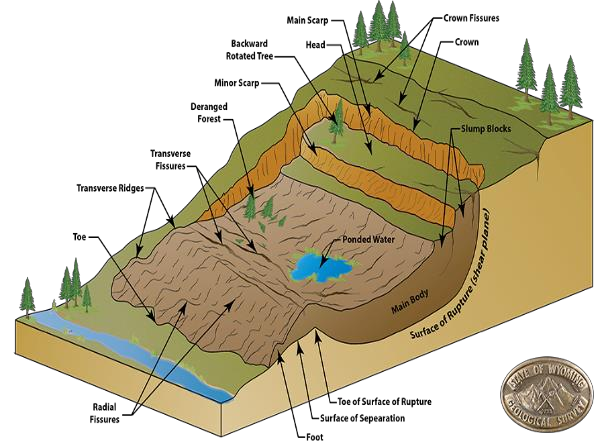 Main Scarp
Crown Fissures
Backward
Rotated Tree
Head
Crown
Minor Scarp
Deranged
Forest
Slump Blocks
Transverse
Fissures
Transverse Ridges
Toe
Ponded Water
Main Body
Surface of Rupture (shear plane)
Radial
Fissures
Toe of Surface of Rupture
Surface of Sepearation
Foot
STATE OF WYOMING
GEOLOGICAL SURVEY